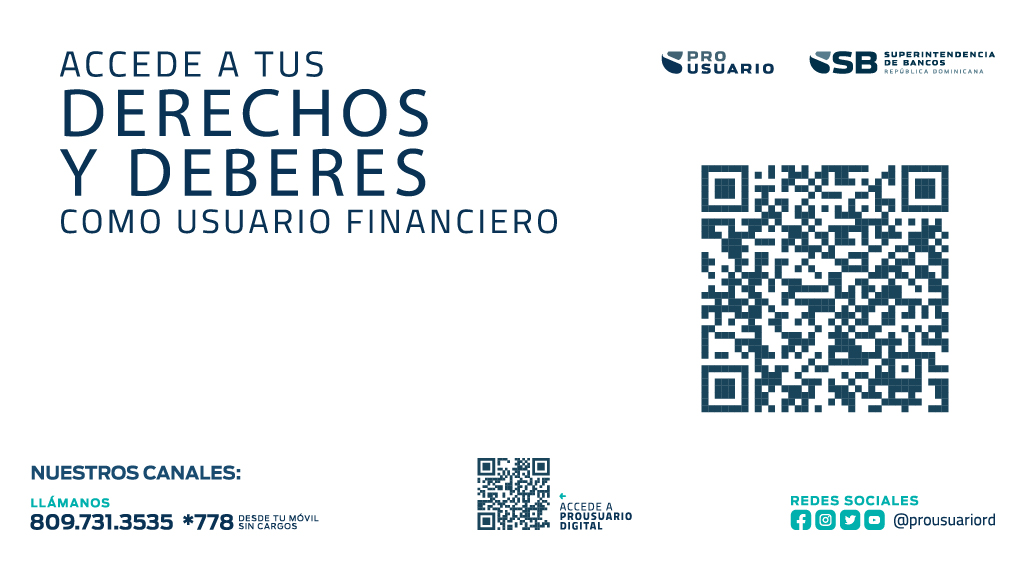 ACCEDE A TUS
DERECHOS
Y DEBERES
COMO USUARIO FINANCIERO
PRO
USUARIO
SB
SUPERINTENDENCIA
DE BANCOS
REPÚBLICA DOMINICANA
NUESTROS CANALES:
LLÁMANOS
809.731.3535 *778 DESDE TU MÓVIL
SIN CARGOS
ACCEDE A
PROUSUARIO
DIGITAL
REDES SOCIALES
@prousuariord